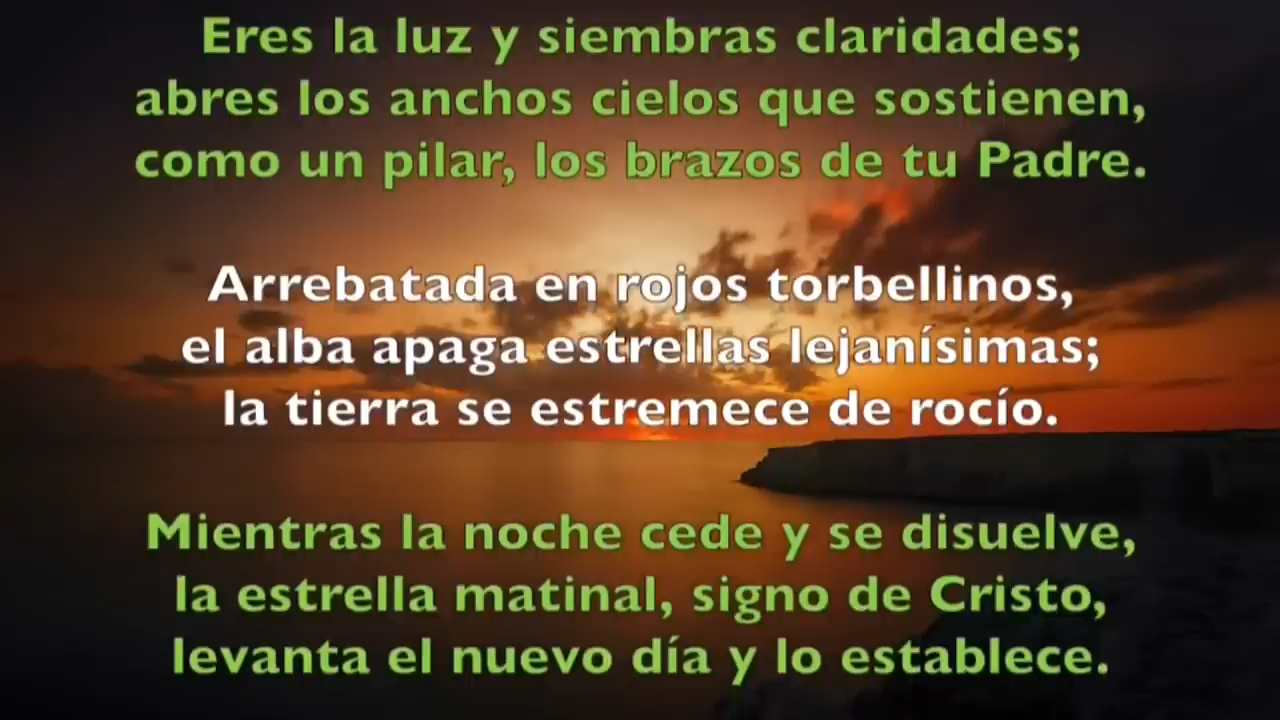 Eres la luz y siembras claridades;
abres los anchos cielos que sostienen,
como un pilar, los brazos de tu Padre.
Arrebatada en rojos torbellinos,
el alba apaga estrellas lejanísimas;
la tierra se estremece de rocío.
Mientras la noche cede y se disuelve,
la estrella matinal, signo de Cristo,
levanta el nuevo día y lo establece.